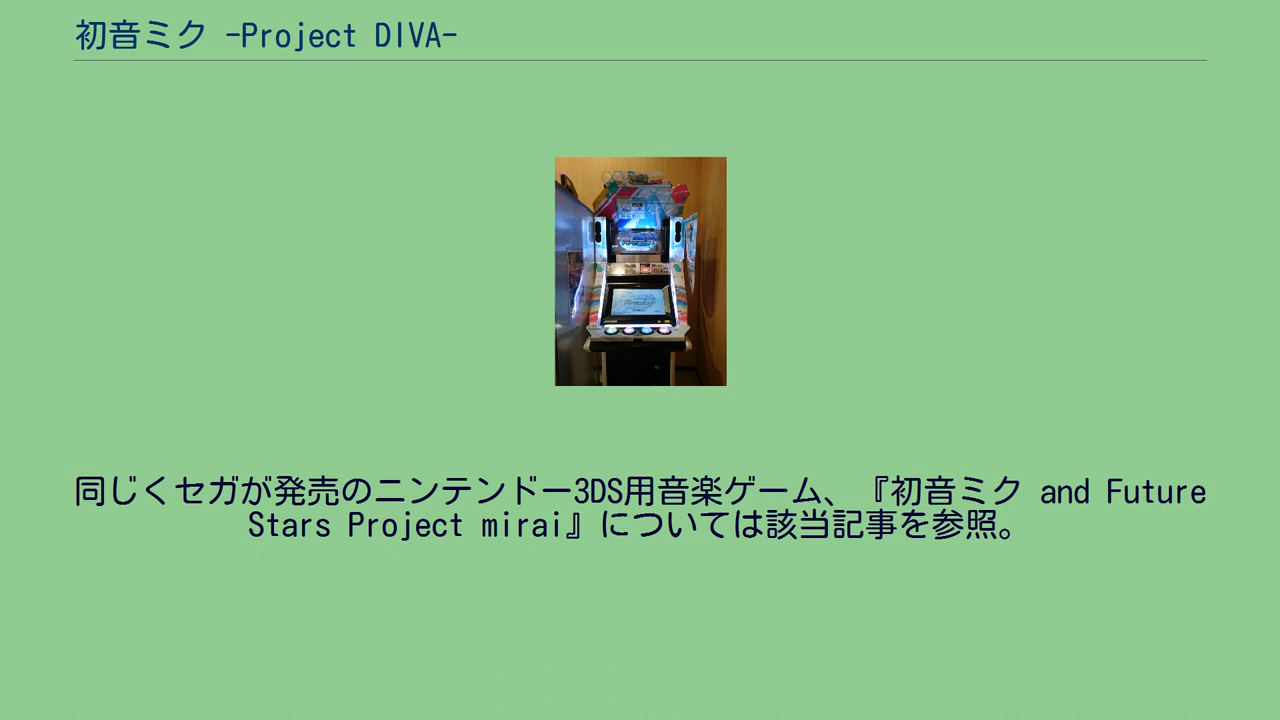 初音ミク -Project DIVA-
同じくセガが発売のニンテンドー3DS用音楽ゲーム、『初音ミク and Future
Stars Project mirai』については該当記事を参照。